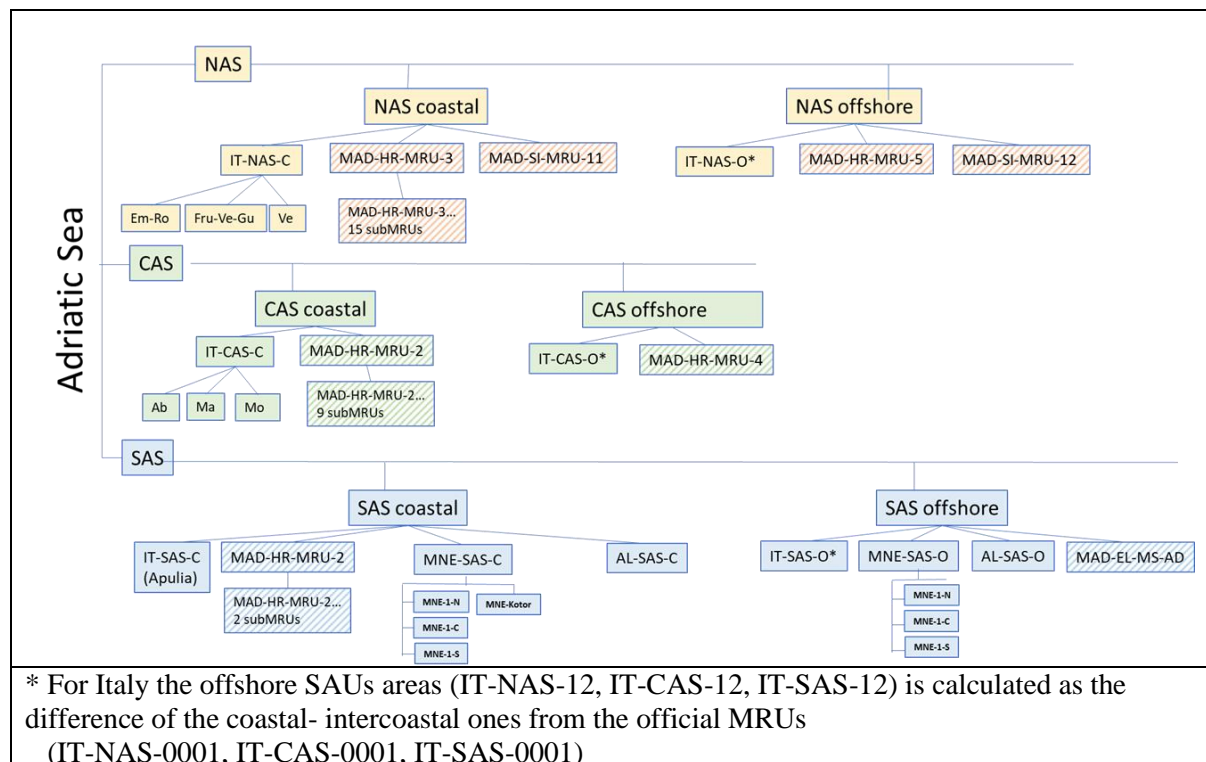 Adriatic Sea
NAS
NAS coastal
NAS offshore
IT-NAS-C
MAD-HR-MRU-3
MAD-SI-MRU-11
IT-NAS-O*
MAD-HR-MRU-5
MAD-SI-MRU-12
Em-Ro
Fru-Ve-Gu
Ve
MAD-HR-MRU-3...
15 subMRUs
CAS
CAS coastal
CAS offshore
IT-CAS-C
MAD-HR-MRU-2
IT-CAS-O*
MAD-HR-MRU-4
Ab
Ma
Mo
MAD-HR-MRU-2...
9 subMRUs
SAS
SAS coastal
SAS offshore
IT-SAS-C
(Apulia)
MAD-HR-MRU-2
MNE-SAS-C
AL-SAS-C
IT-SAS-O*
MNE-SAS-O
AL-SAS-O
MAD-EL-MS-AD
MAD-HR-MRU-2...
2 subMRUs
MNE-1-N
MNE-Kotor
MNE-1-C
MNE-1-S
MNE-1-N
MNE-1-C
MNE-1-S
* For Italy the offshore SAUs areas (IT-NAS-12, IT-CAS-12, IT-SAS-12) is calculated as the
difference of the coastal- intercoastal ones from the official MRUs
(IT-NAS-0001, IT-CAS-0001, IT-SAS-0001)